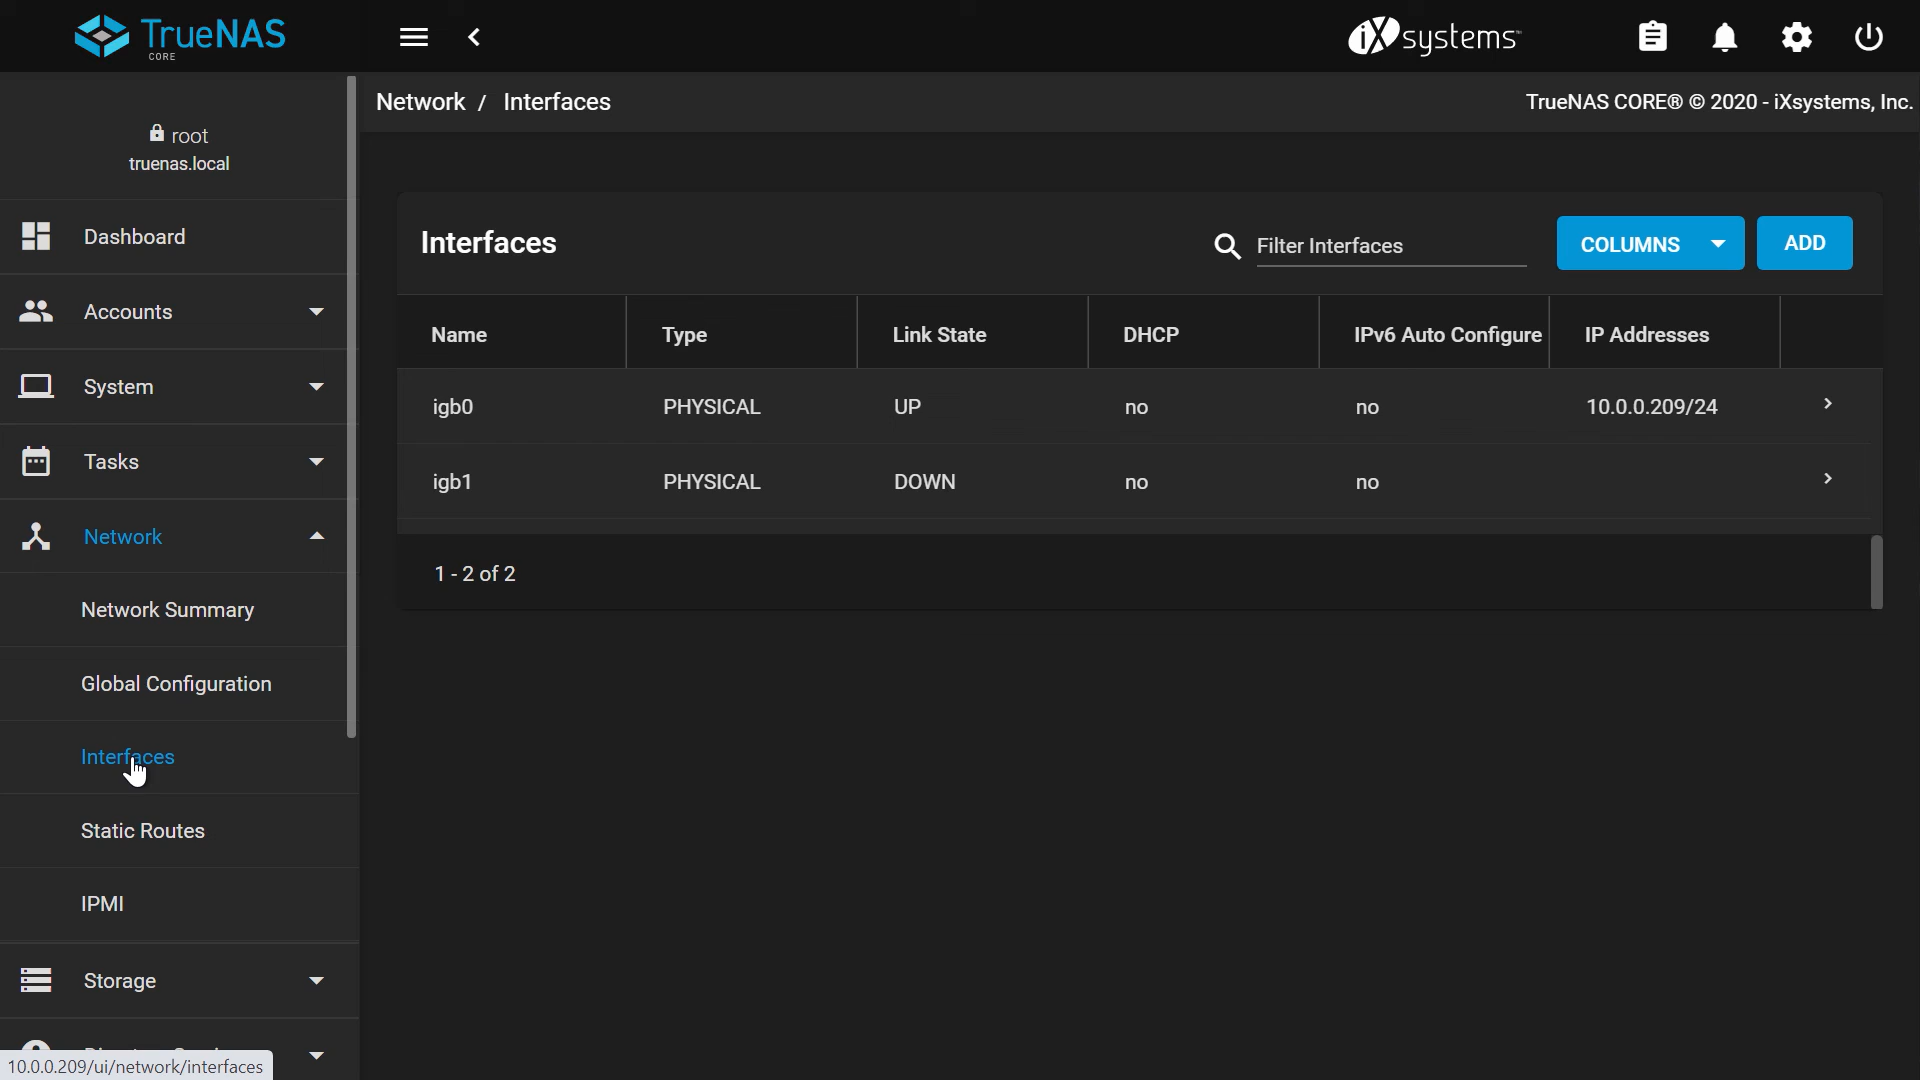 TrueNAS
CORE
iXsystems™
Network / Interfaces
TrueNAS CORE® © 2020 - iXsystems, Inc.
root
truenas.local
Dashboard
Accounts
System
Tasks
Network
Network Summary
Global Configuration
Interfaces
Static Routes
IPMI
Storage
10.0.0.209/ui/network/interfaces
Interfaces
Filter Interfaces
COLUMNS
ADD
Name Type Link State DHCP IPv6 Auto Configure IP Addresses
igb0 PHYSICAL UP no no 10.0.0.209/24
igb1 PHYSICAL DOWN no no
1 - 2 of 2